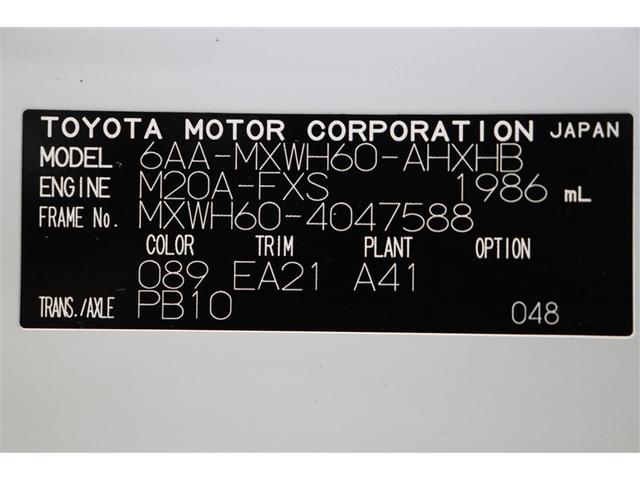 TOYOTA MOTOR CORPORATION JAPAN
MODEL 6AA-MXWH60-AHXHB
ENGINE M20A-FXS 1986 mL
FRAME No. MXWH60-4047588
COLOR TRIM PLANT OPTION
089 EA21 A41
TRANS./AXLE PB10 048